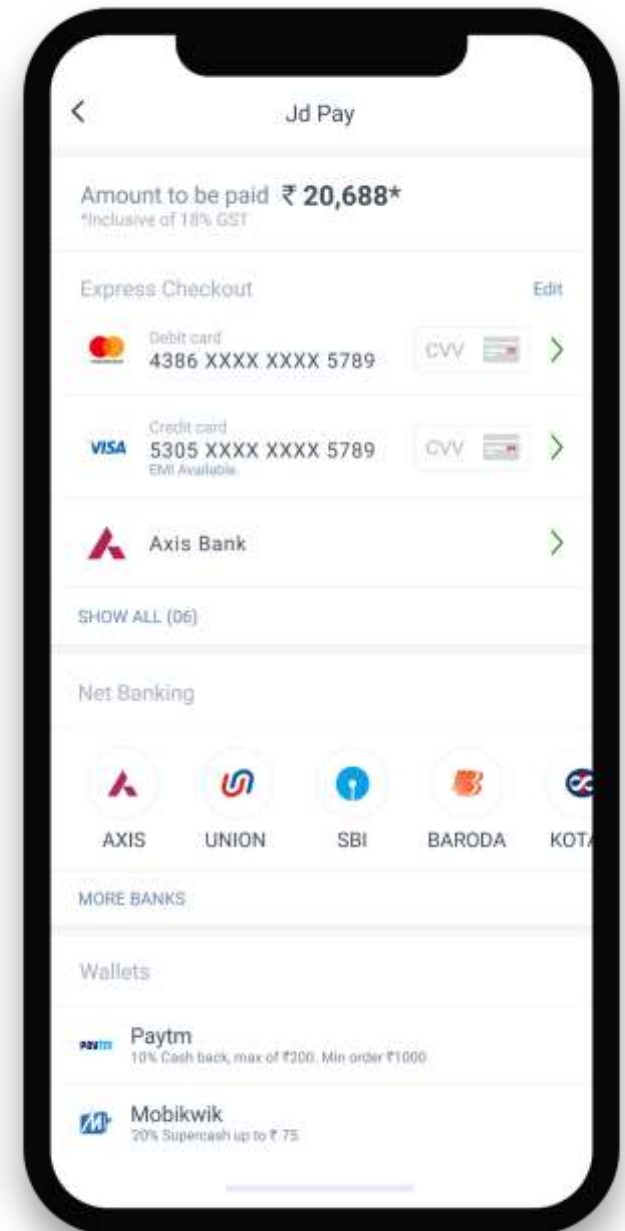 Jd Pay
Amount to be paid ₹ 20,688*
*Inclusive of 18% GST
Express Checkout Edit
Debit card
4386 XXXX XXXX 5789 CVV
VISA
Credit card
5305 XXXX XXXX 5789 CVV
EMI Available.
Axis Bank
SHOW ALL (06)
Net Banking
AXIS UNION SBI BARODA KOTA
MORE BANKS
Wallets
Paytm Paytm
10% Cash back, max of ₹200. Min order ₹1000
Mobikwik
20% Supercash up to ₹ 75